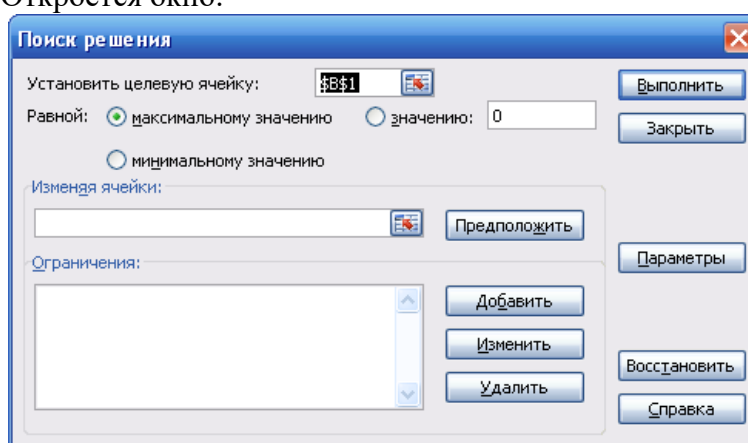 Откроется окно:
Поиск решения
Установить целевую ячейку: $B$1 Выполнить
Равной: максимальному значению значению: 0 Закрыть
минимальному значению
Изменяя ячейки:
Предположить
Ограничения: Параметры
Добавить
Изменить
Восстановить
Удалить
Справка